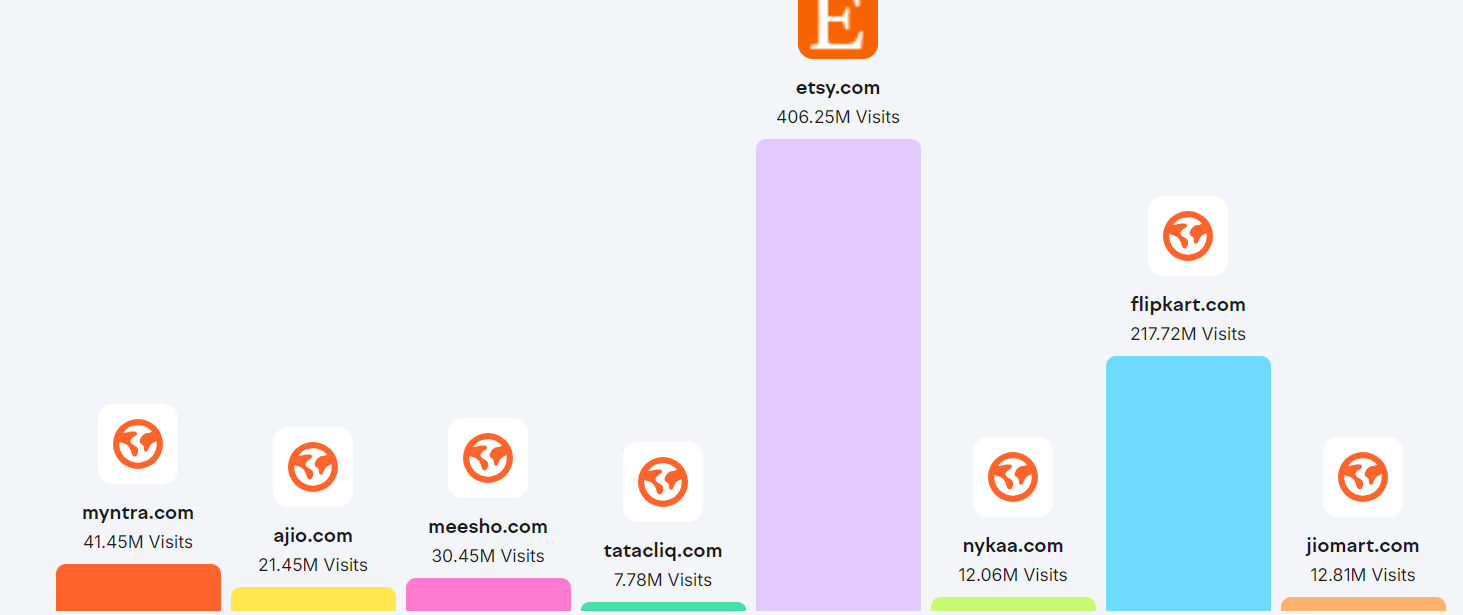 E
etsy.com
406.25M Visits
flipkart.com
217.72M Visits
myntra.com
41.45M Visits
ajio.com
21.45M Visits
meesho.com
30.45M Visits
tatacliq.com
7.78M Visits
nykaa.com
12.06M Visits
jiomart.com
12.81M Visits